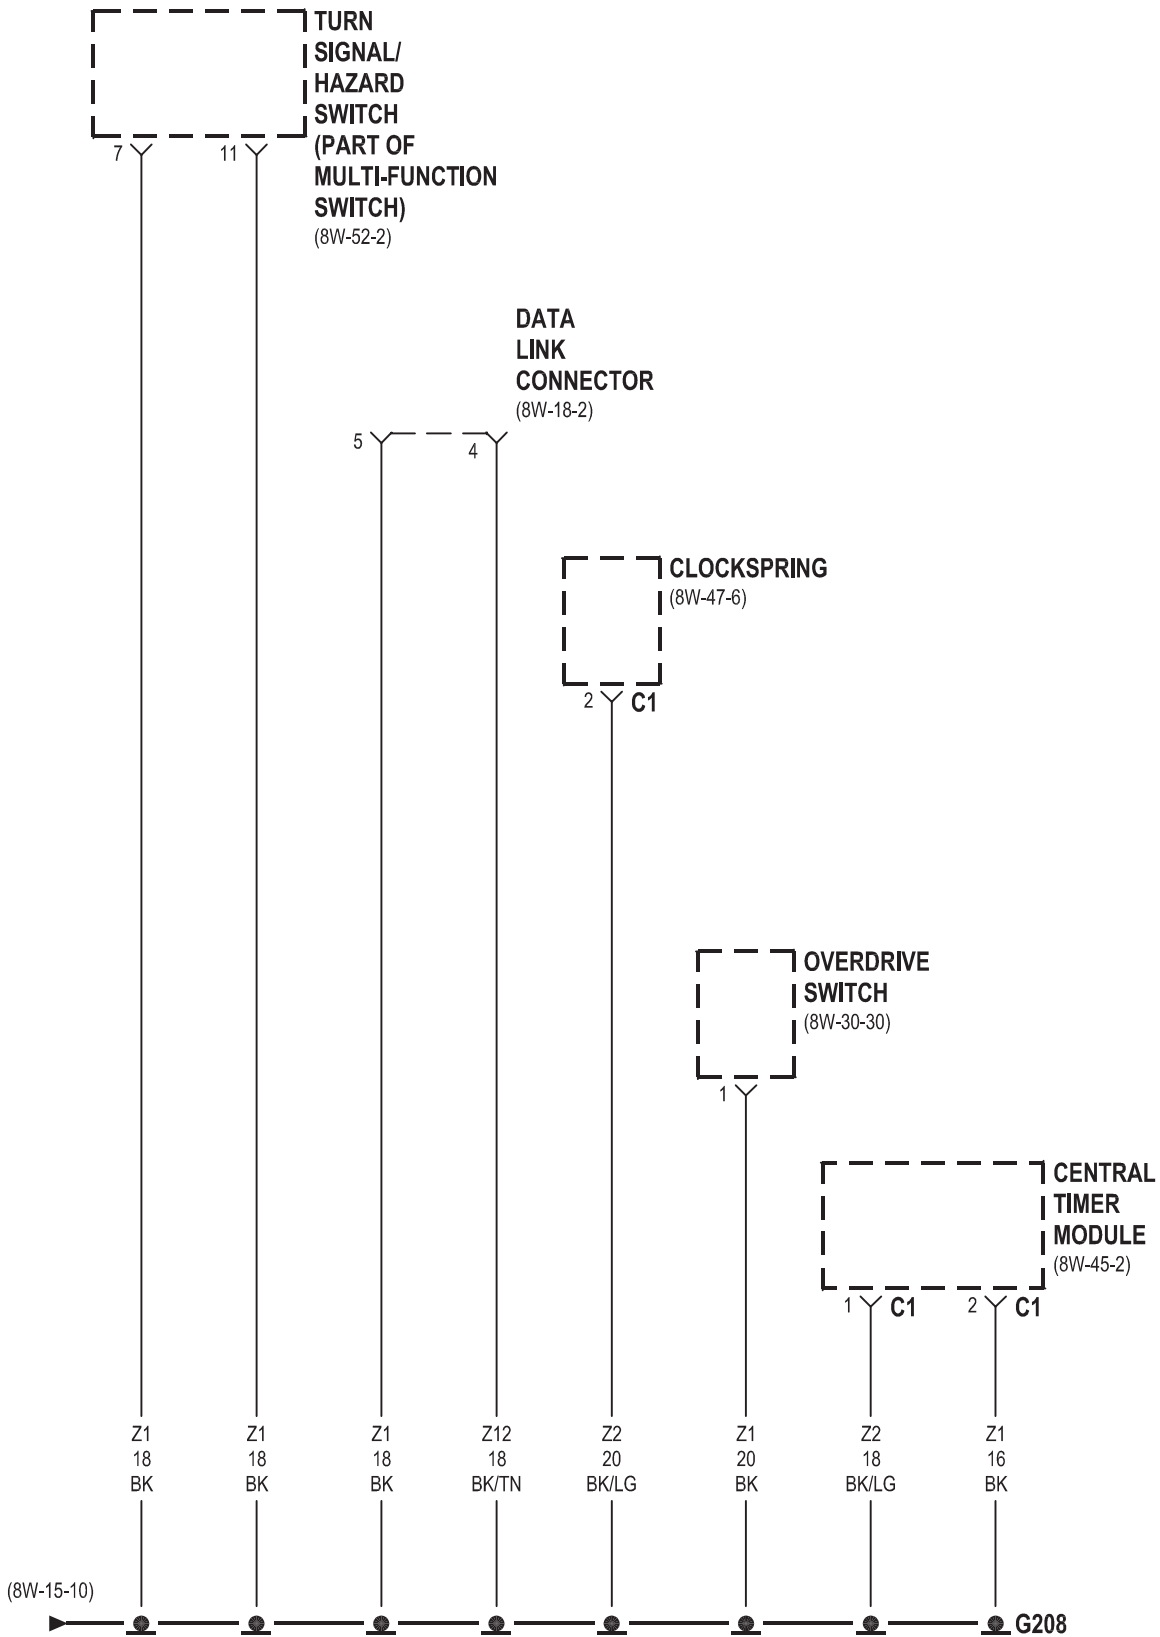 TURN
SIGNAL/
HAZARD
SWITCH
(PART OF
MULTI-FUNCTION
SWITCH)
(8W-52-2)
7
11
DATA
LINK
CONNECTOR
(8W-18-2)
5
4
CLOCKSPRING
(8W-47-6)
2
C1
OVERDRIVE
SWITCH
(8W-30-30)
1
CENTRAL
TIMER
MODULE
(8W-45-2)
1
C1
2
C1
Z1
18
BK
Z1
18
BK
Z1
18
BK
Z12
18
BK/TN
Z2
20
BK/LG
Z1
20
BK
Z2
18
BK/LG
Z1
16
BK
(8W-15-10)
G208